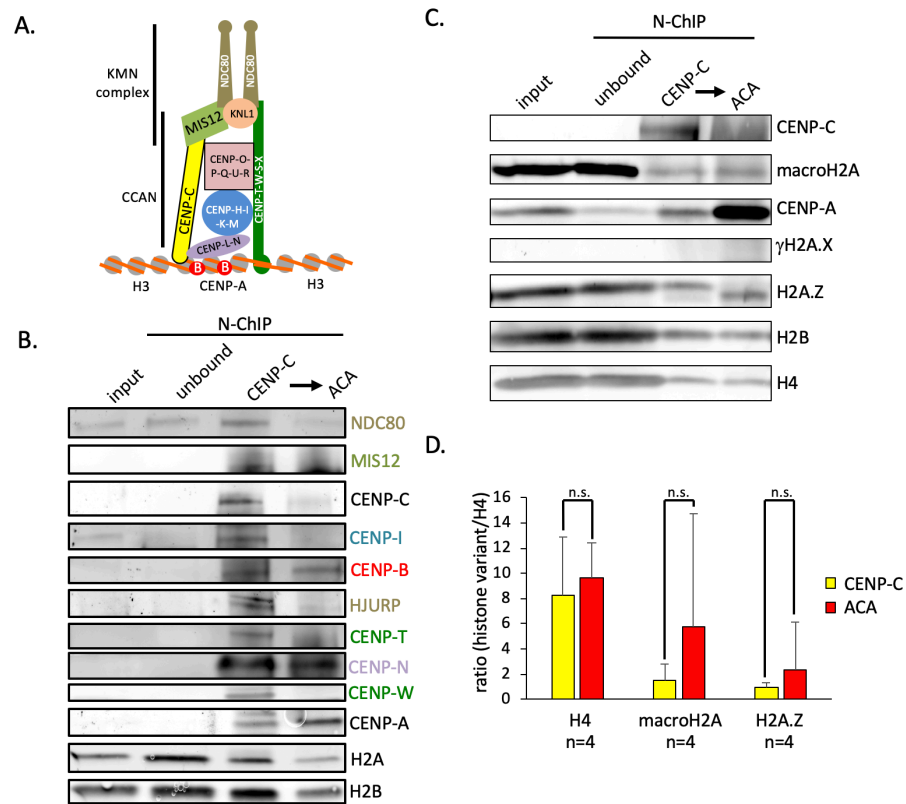 A.
KMN
complex
CCAN
NDC80
NDC80
MIS12
KNL1
CENP-C
CENP-O-
P-Q-U-R
CENP-H-I
-K-M
CENP-L-N
CENP-T-W-S-X
B
B
H3
CENP-A
H3
B.
N-ChIP
input
unbound
CENP-C
ACA
NDC80
MIS12
CENP-C
CENP-I
CENP-B
HJURP
CENP-T
CENP-N
CENP-W
CENP-A
H2A
H2B
C.
N-ChIP
input
unbound
CENP-C
ACA
CENP-C
macroH2A
CENP-A
γH2A.X
H2A.Z
H2B
H4
D.
ratio (histone variant/H4)
16
14
12
10
8
6
4
2
0
n.s.
n.s.
n.s.
CENP-C
ACA
H4
n=4
macroH2A
n=4
H2A.Z
n=4